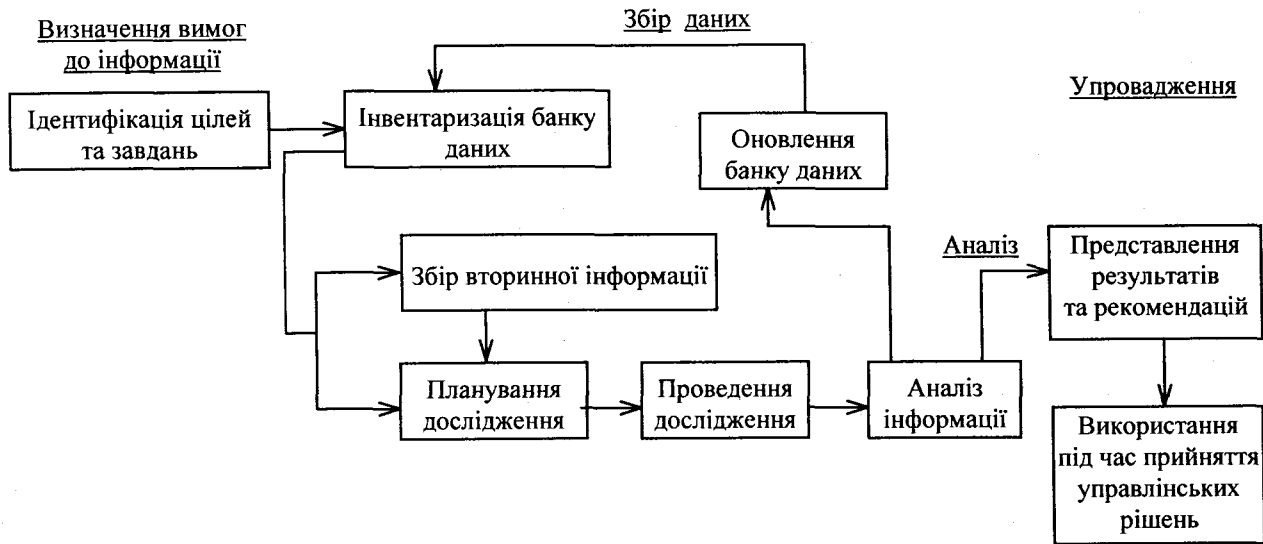 Визначення вимог
до інформації
Збір даних
Упровадження
Ідентифікація цілей
та завдань
Інвентаризація банку
даних
Оновлення
банку даних
Збір вторинної інформації
Аналіз
Представлення
результатів
та рекомендацій
Планування
дослідження
Проведення
дослідження
Аналіз
інформації
Використання
під час прийняття
управлінських
рішень